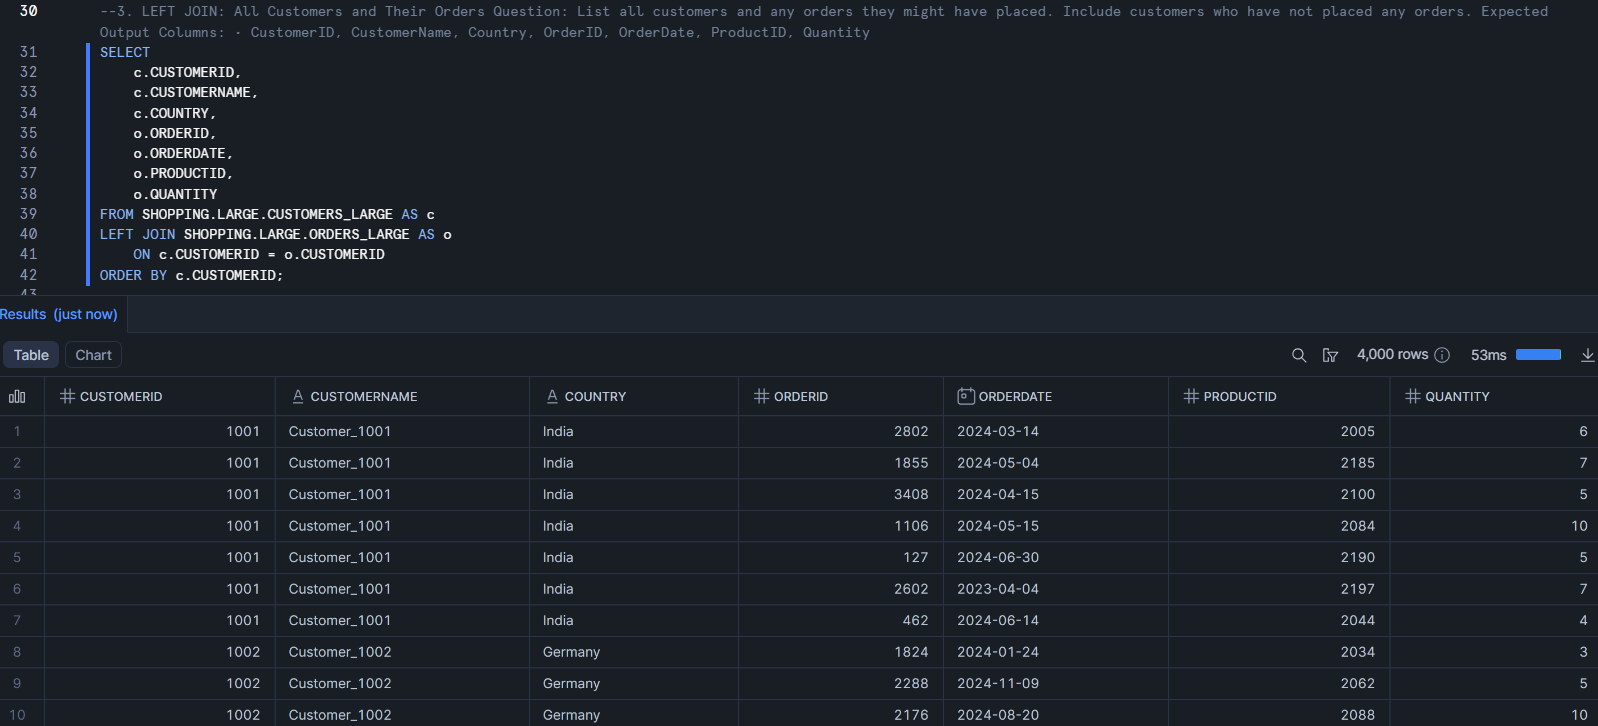 30 --3. LEFT JOIN: All Customers and Their Orders Question: List all customers and any orders they might have placed. Include customers who have not placed any orders. Expected
Output Columns: · CustomerID, CustomerName, Country, OrderID, OrderDate, ProductID, Quantity
31 SELECT
32 c.CUSTOMERID,
33 c.CUSTOMERNAME,
34 c.COUNTRY,
35 o.ORDERID,
36 o.ORDERDATE,
37 o.PRODUCTID,
38 o.QUANTITY
39 FROM SHOPPING.LARGE.CUSTOMERS_LARGE AS c
40 LEFT JOIN SHOPPING.LARGE.ORDERS_LARGE AS o
41 ON c.CUSTOMERID = o.CUSTOMERID
42 ORDER BY c.CUSTOMERID;
43
Results (just now)
Table Chart 4,000 rows 53ms
CUSTOMERID CUSTOMERNAME COUNTRY ORDERID ORDERDATE PRODUCTID QUANTITY
1 1001 Customer_1001 India 2802 2024-03-14 2005 6
2 1001 Customer_1001 India 1855 2024-05-04 2185 7
3 1001 Customer_1001 India 3408 2024-04-15 2100 5
4 1001 Customer_1001 India 1106 2024-05-15 2084 10
5 1001 Customer_1001 India 127 2024-06-30 2190 5
6 1001 Customer_1001 India 2602 2023-04-04 2197 7
7 1001 Customer_1001 India 462 2024-06-14 2044 4
8 1002 Customer_1002 Germany 1824 2024-01-24 2034 3
9 1002 Customer_1002 Germany 2288 2024-11-09 2062 5
10 1002 Customer_1002 Germany 2176 2024-08-20 2088 10